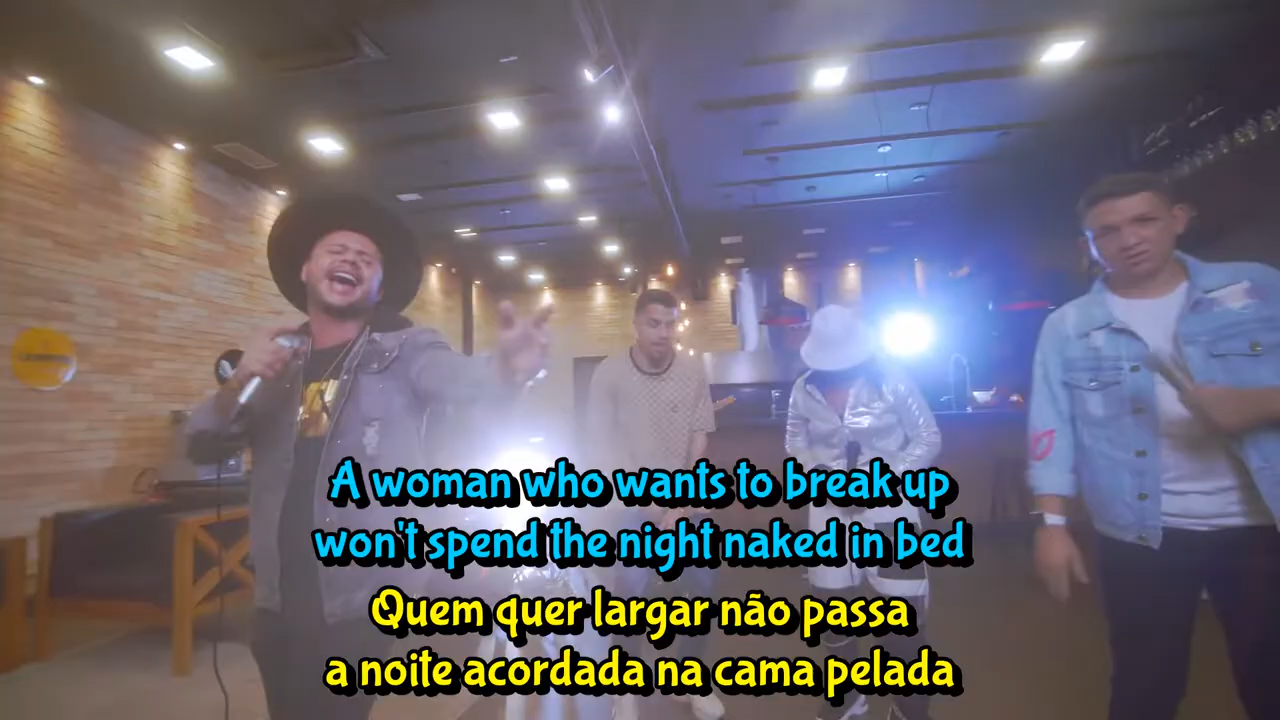 A woman who wants to break up
won't spend the night naked in bed
Quem quer largar não passa
a noite acordada na cama pelada